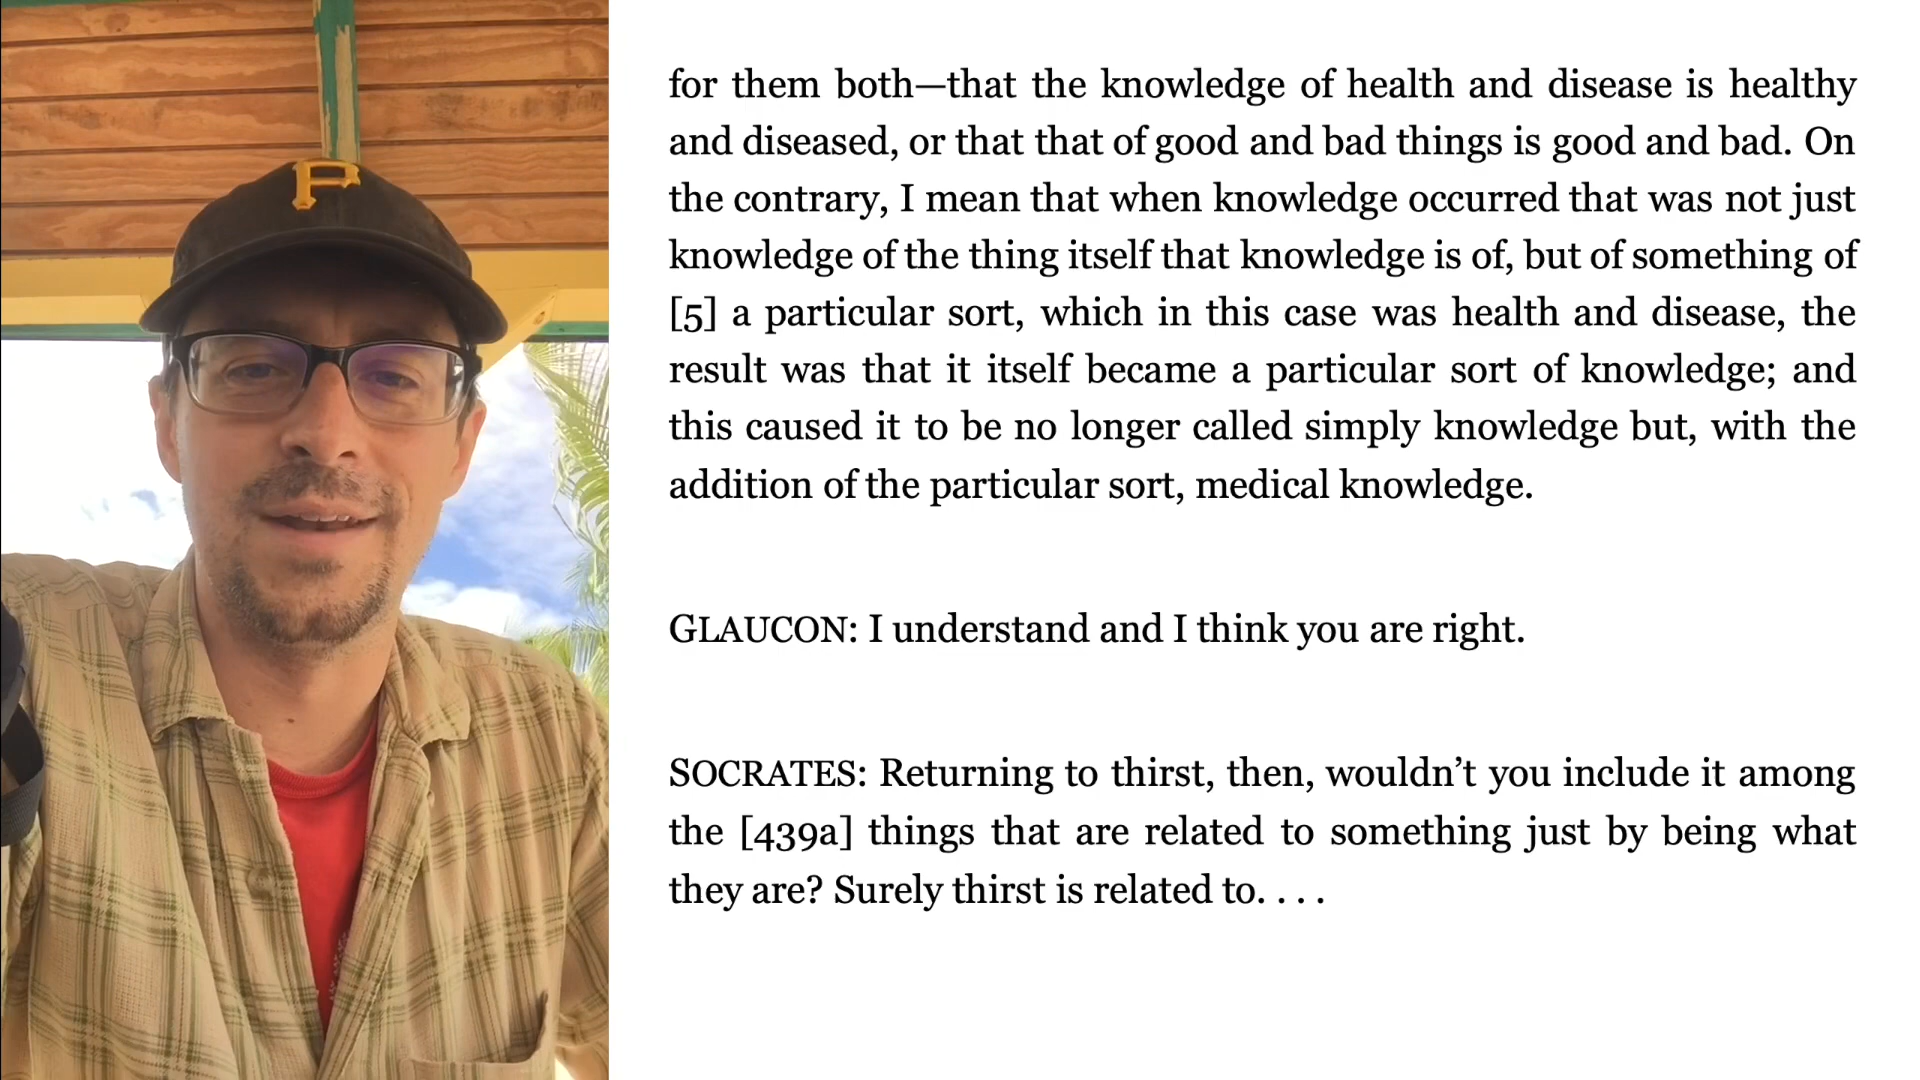 P
for them both—that the knowledge of health and disease is healthy
and diseased, or that that of good and bad things is good and bad. On
the contrary, I mean that when knowledge occurred that was not just
knowledge of the thing itself that knowledge is of, but of something of
[5] a particular sort, which in this case was health and disease, the
result was that it itself became a particular sort of knowledge; and
this caused it to be no longer called simply knowledge but, with the
addition of the particular sort, medical knowledge.
GLAUCON: I understand and I think you are right.
SOCRATES: Returning to thirst, then, wouldn’t you include it among
the [439a] things that are related to something just by being what
they are? Surely thirst is related to. . . .